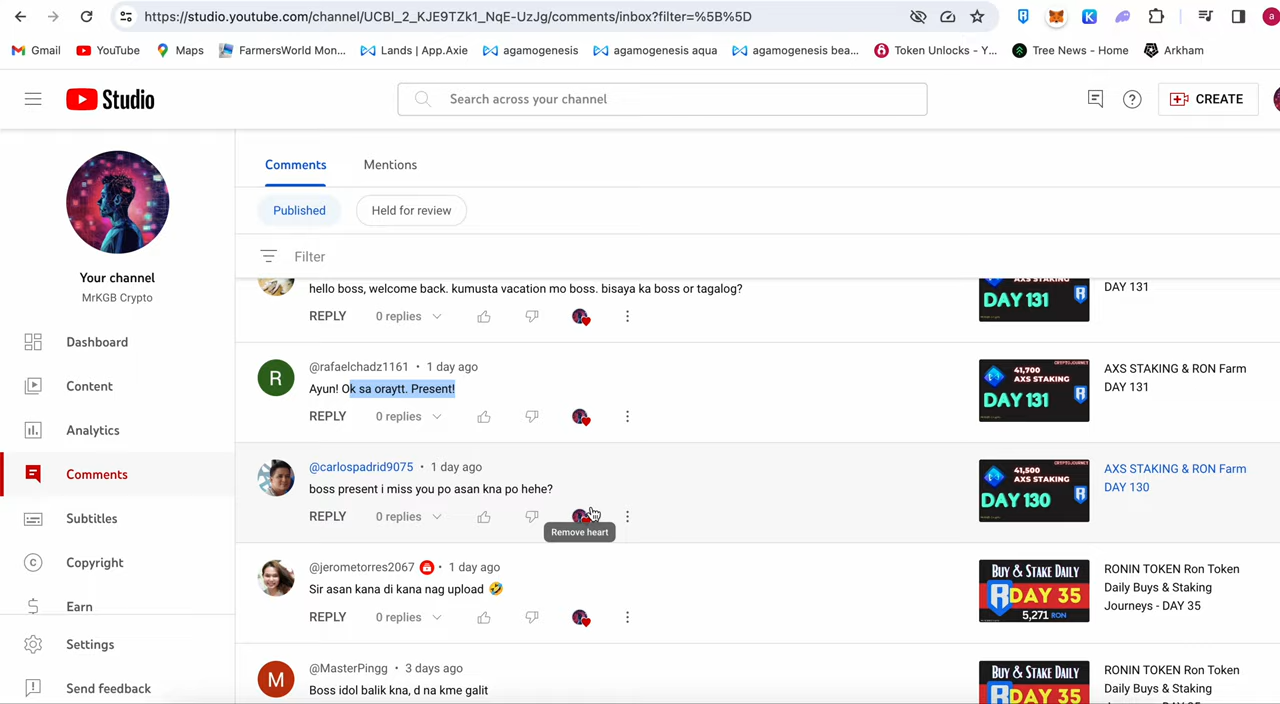 https://studio.youtube.com/channel/UCBl_2_KJE9TZk1_NqE-UzJg/comments/inbox?filter=%5B%5D
Gmail YouTube Maps FarmersWorld Mon... Lands | App.Axie agamogenesis agamogenesis aqua agamogenesis bea... Token Unlocks - Y... Tree News - Home Arkham
Studio
Search across your channel
CREATE
Your channel
MrKGB Crypto
Dashboard
Content
Analytics
Comments
Subtitles
Copyright
Earn
Settings
Send feedback
Comments Mentions
Published Held for review
Filter
hello boss, welcome back. kumusta vacation mo boss. bisaya ka boss or tagalog?
REPLY 0 replies
DAY 131
DAY 131
R
@rafaeldiadz1161 • 1 day ago
Ayun! Ok sa oraytt. Present!
REPLY 0 replies
CRYPTOJOURNEY
41,700
AXS STAKING
DAY 131
AXS STAKING & RON Farm
DAY 131
@carlospadrid9075 • 1 day ago
boss present i miss you po asan kna po hehe?
REPLY 0 replies
Remove heart
CRYPTOJOURNEY
41,500
AXS STAKING
DAY 130
AXS STAKING & RON Farm
DAY 130
@jerometorres2067 • 1 day ago
Sir asan kana di kana nag upload 🤣
REPLY 0 replies
BUY & STAKE DAILY
DAY 35
5,271 RON
RONIN TOKEN Ron Token
Daily Buys & Staking
Journeys - DAY 35
M
@MasterPingg • 3 days ago
Boss idol balik kna, d na kme galit
BUY & STAKE DAILY
DAY 35
RONIN TOKEN Ron Token
Daily Buys & Staking